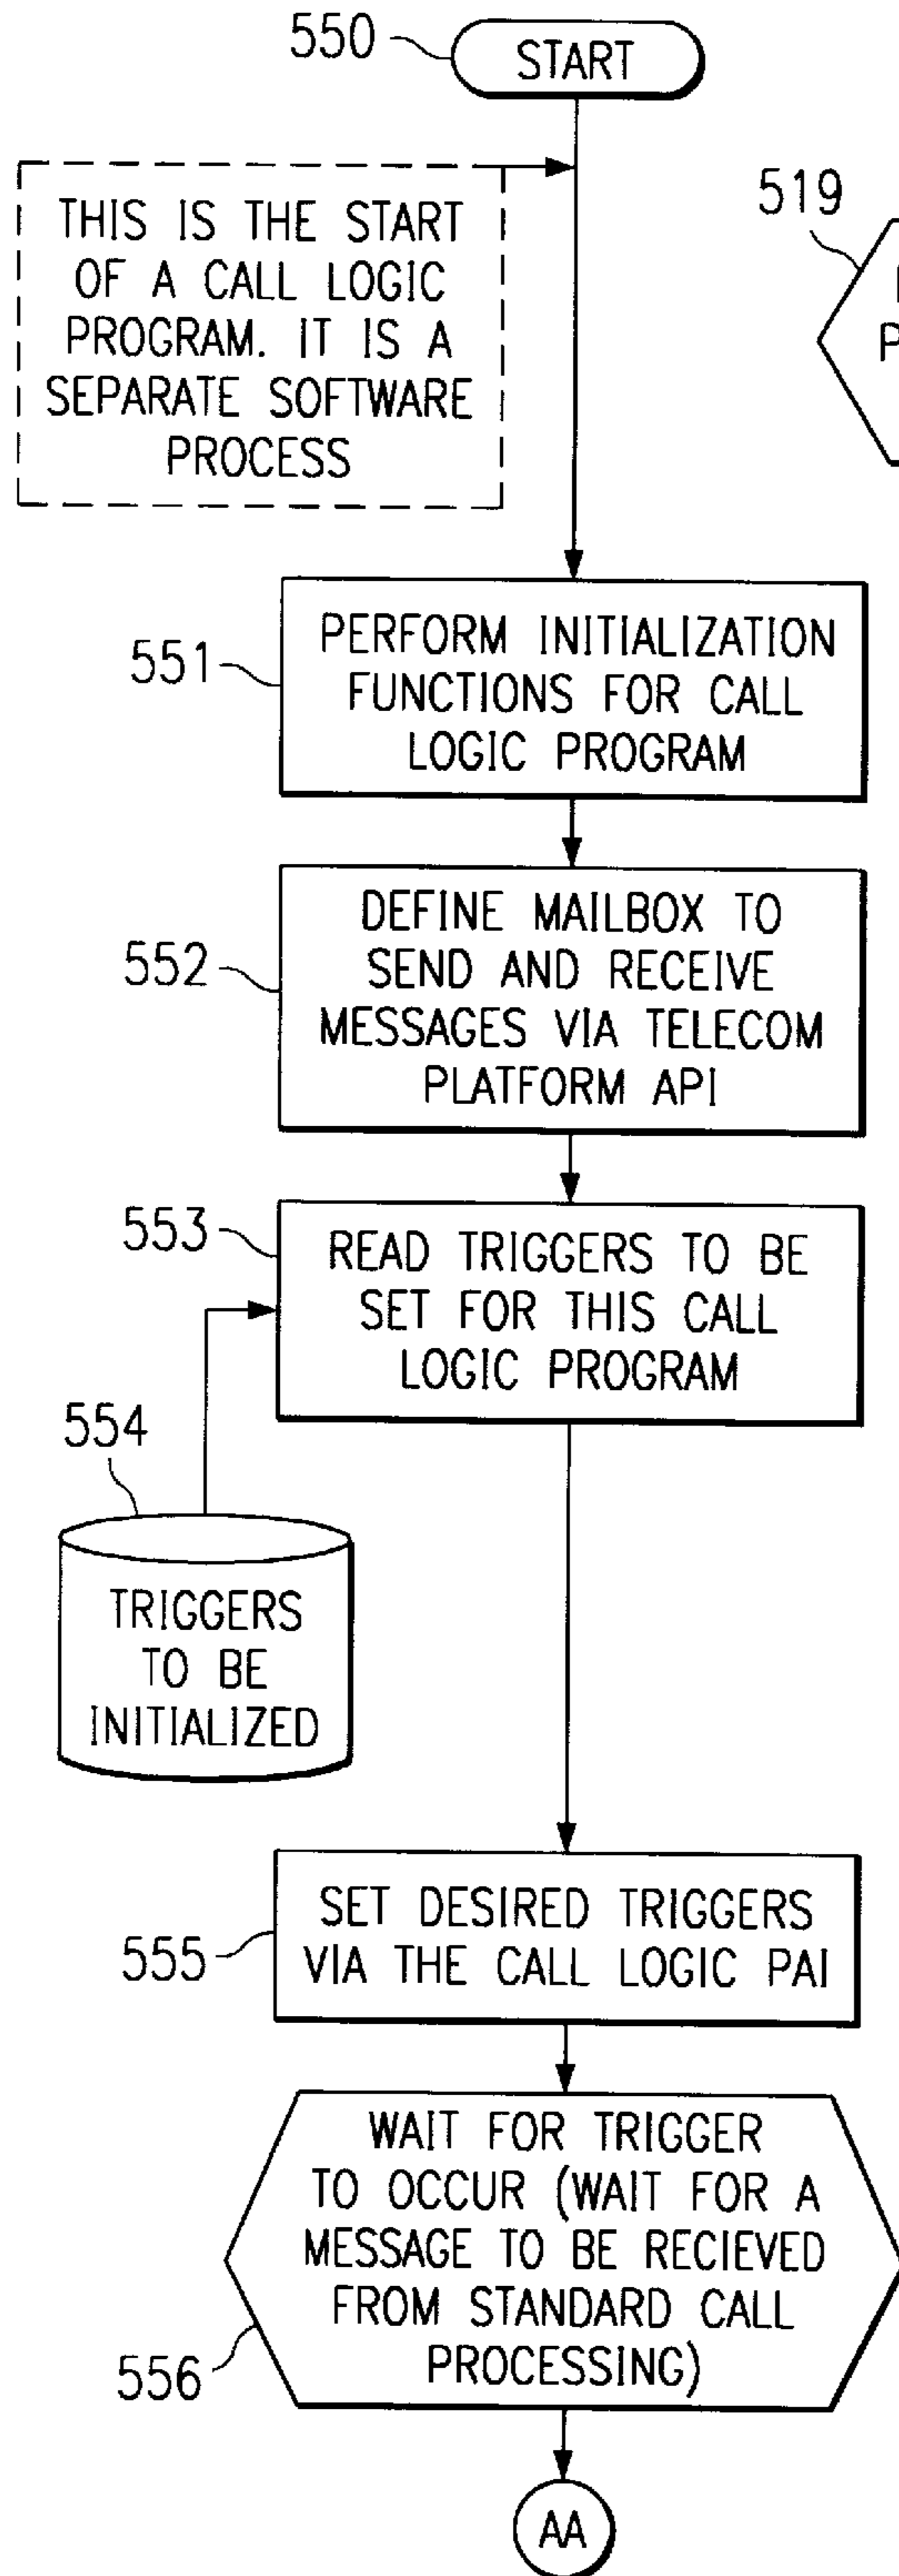 550
START
THIS IS THE START
OF A CALL LOGIC
PROGRAM. IT IS A
SEPARATE SOFTWARE
PROCESS
519
P
551
PERFORM INITIALIZATION
FUNCTIONS FOR CALL
LOGIC PROGRAM
552
DEFINE MAILBOX TO
SEND AND RECEIVE
MESSAGES VIA TELECOM
PLATFORM API
553
READ TRIGGERS TO BE
SET FOR THIS CALL
LOGIC PROGRAM
554
TRIGGERS
TO BE
INITIALIZED
555
SET DESIRED TRIGGERS
VIA THE CALL LOGIC PAI
WAIT FOR TRIGGER
TO OCCUR (WAIT FOR A
MESSAGE TO BE RECIEVED
FROM STANDARD CALL
PROCESSING)
556
AA